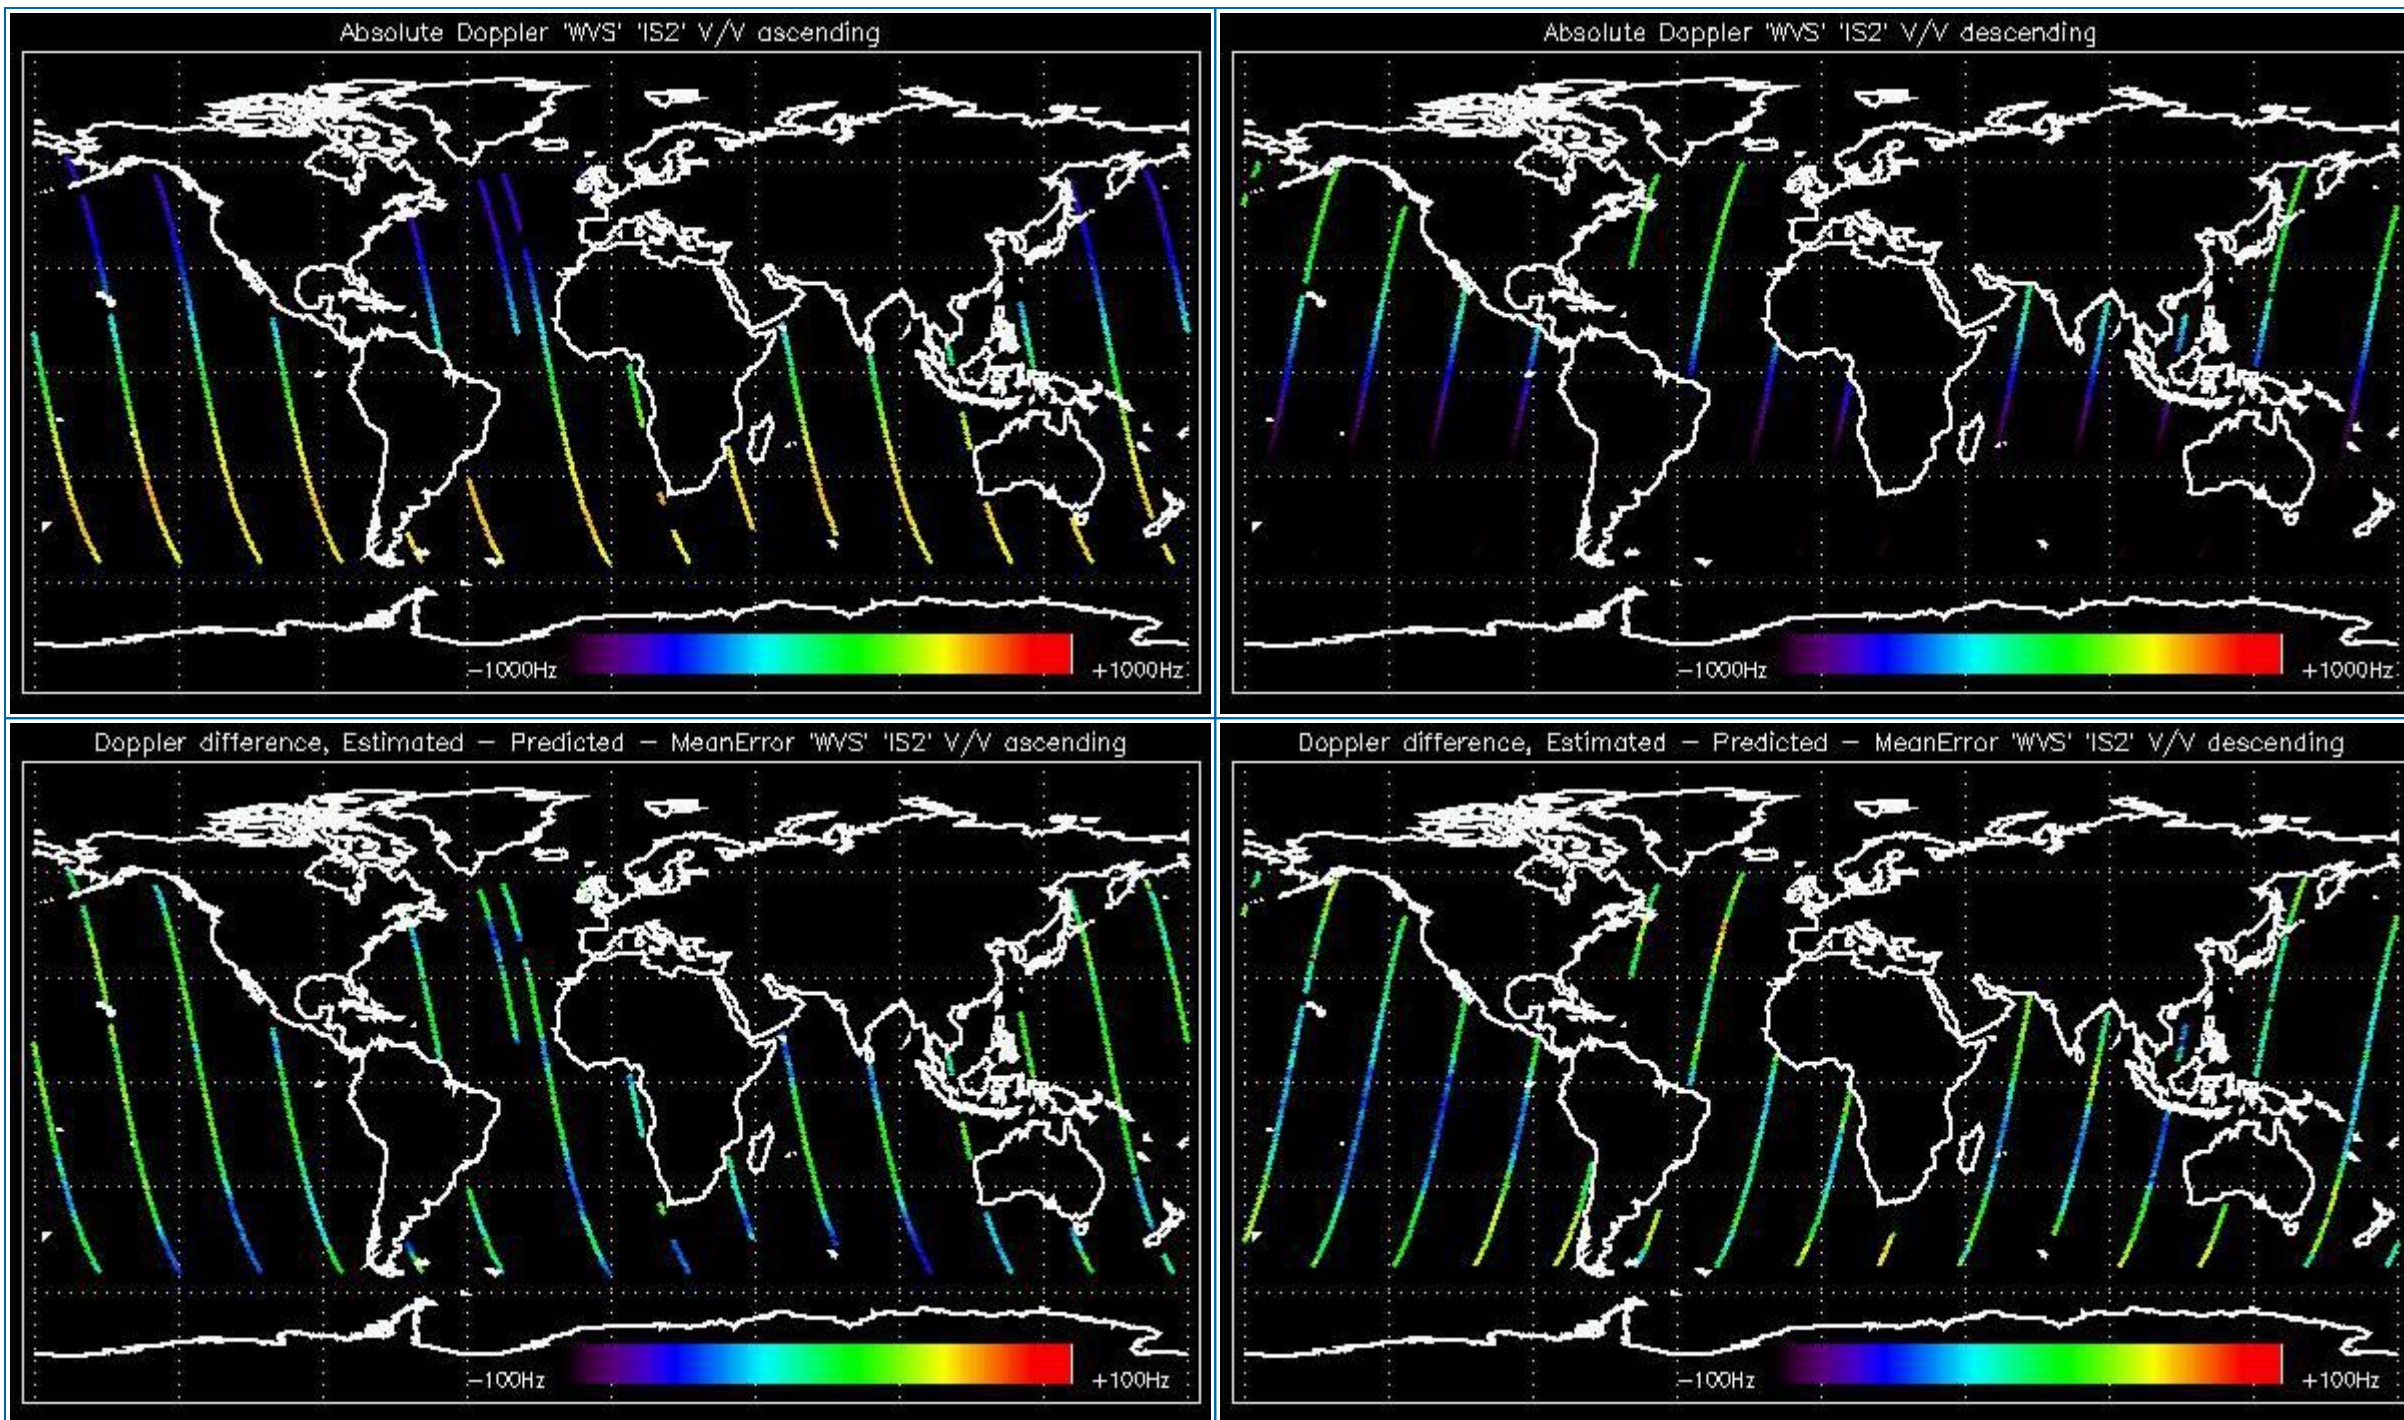 Absolute Doppler 'WVS' 'IS2' V/V ascending
-1000Hz
+1000Hz
Absolute Doppler 'WVS' 'IS2' V/V descending
-1000Hz
+1000Hz
Doppler difference, Estimated - Predicted - MeanError 'WVS' 'IS2' V/V ascending
-100Hz
+100Hz
Doppler difference, Estimated - Predicted - MeanError 'WVS' 'IS2' V/V descending
-100Hz
+100Hz